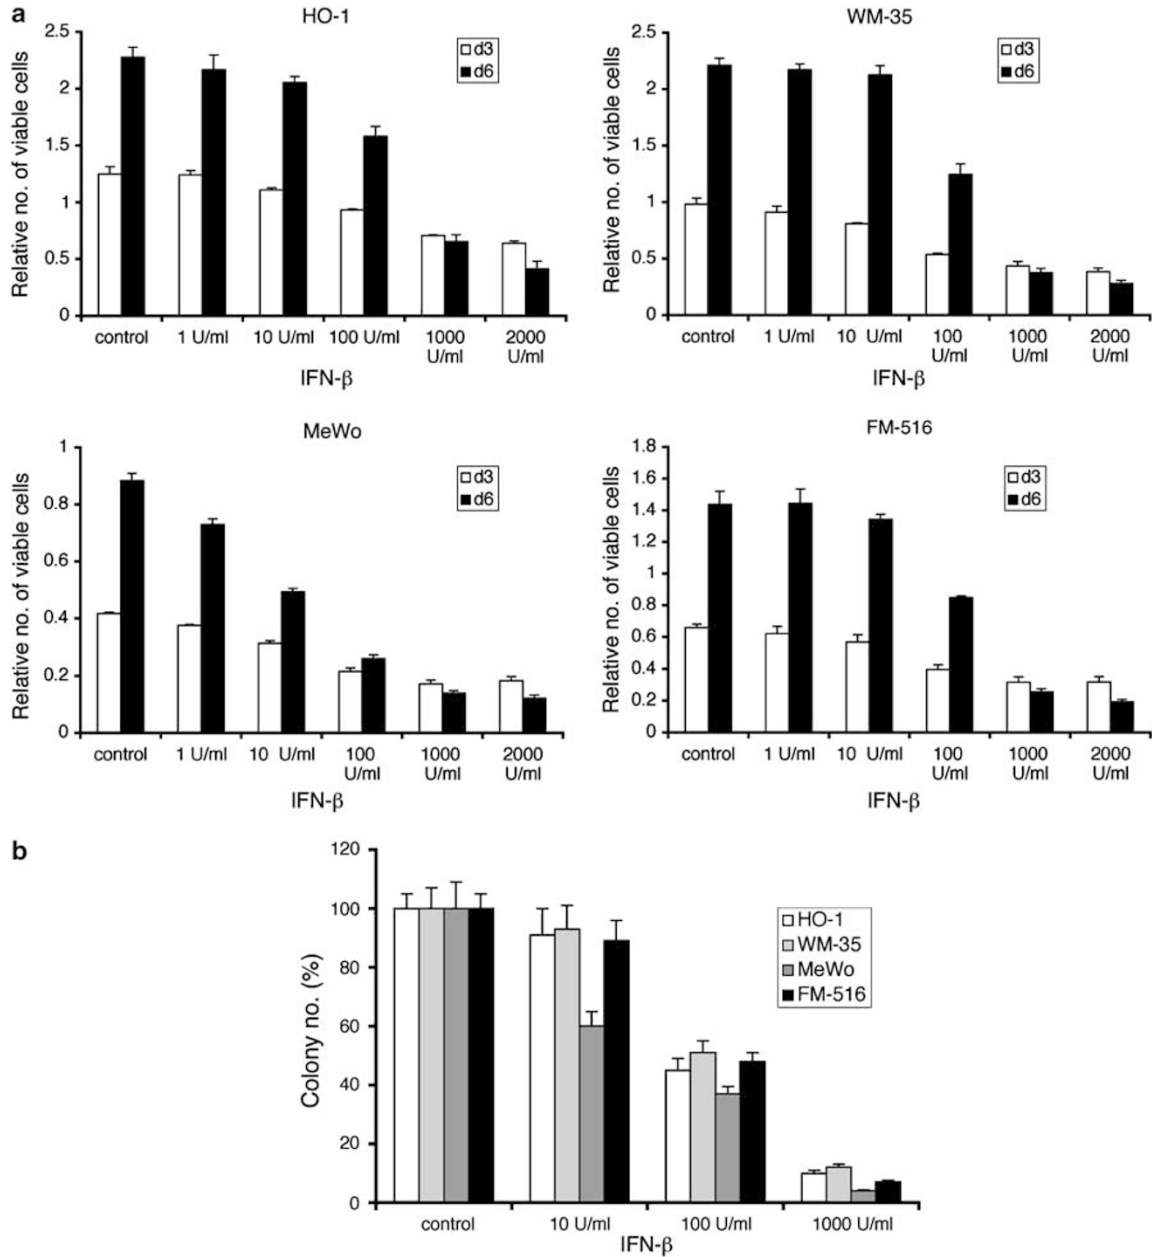 a
HO-1
Relative no. of viable cells
2.5
2
1.5
1
0.5
0
d3
d6
control 1 U/ml 10 U/ml 100 U/ml 1000 U/ml 2000 U/ml
IFN-β
WM-35
Relative no. of viable cells
2.5
2
1.5
1
0.5
0
d3
d6
control 1 U/ml 10 U/ml 100 U/ml 1000 U/ml 2000 U/ml
IFN-β
MeWo
Relative no. of viable cells
1
0.8
0.6
0.4
0.2
0
d3
d6
control 1 U/ml 10 U/ml 100 U/ml 1000 U/ml 2000 U/ml
IFN-β
FM-516
Relative no. of viable cells
1.8
1.6
1.4
1.2
1
0.8
0.6
0.4
0.2
0
d3
d6
control 1 U/ml 10 U/ml 100 U/ml 1000 U/ml 2000 U/ml
IFN-β
b
Colony no. (%)
120
100
80
60
40
20
0
HO-1
WM-35
MeWo
FM-516
control 10 U/ml 100 U/ml 1000 U/ml
IFN-β